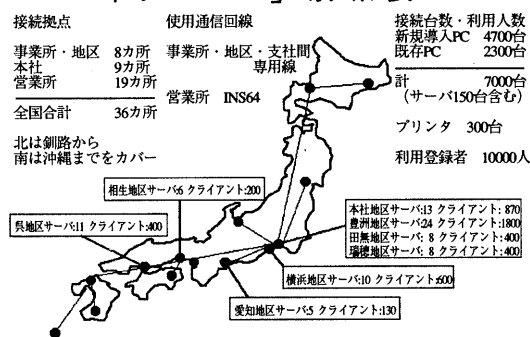 接続拠点
事業所・地区 8カ所
本社 9カ所
営業所 19カ所
全国合計 36カ所
北は釧路から
南は沖縄までをカバー
使用通信回線
事業所・地区・支社間
専用線
営業所 INS64
接続台数・利用人数
新規導入PC 4700台
既存PC 2300台
計 7000台
(サーバ150台含む)
プリンタ 300台
利用登録者 10000人
相生地区サーバ:6 クライアント:200
呉地区サーバ:11 クライアント:400
本社地区サーバ:13 クライアント:870
豊洲地区サーバ:24 クライアント:1800
田無地区サーバ:8 クライアント:400
瑞穂地区サーバ:8 クライアント:400
横浜地区サーバ:10 クライアント:600
愛知地区サーバ:5 クライアント:130